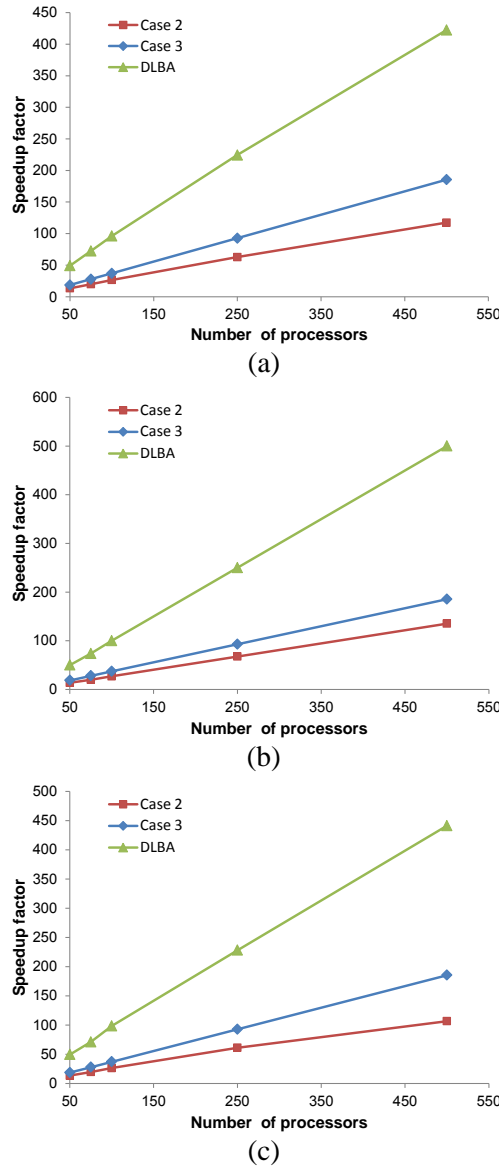 450
400
350
300
250
200
150
100
50
0
Speedup factor
Case 2
Case 3
DLBA
50 150 250 350 450 550
Number of processors
(a)
600
500
400
300
200
100
0
Speedup factor
Case 2
Case 3
DLBA
50 150 250 350 450 550
Number of processors
(b)
500
450
400
350
300
250
200
150
100
50
0
Speedup factor
Case 2
Case 3
DLBA
50 150 250 350 450 550
Number of processors
(c)